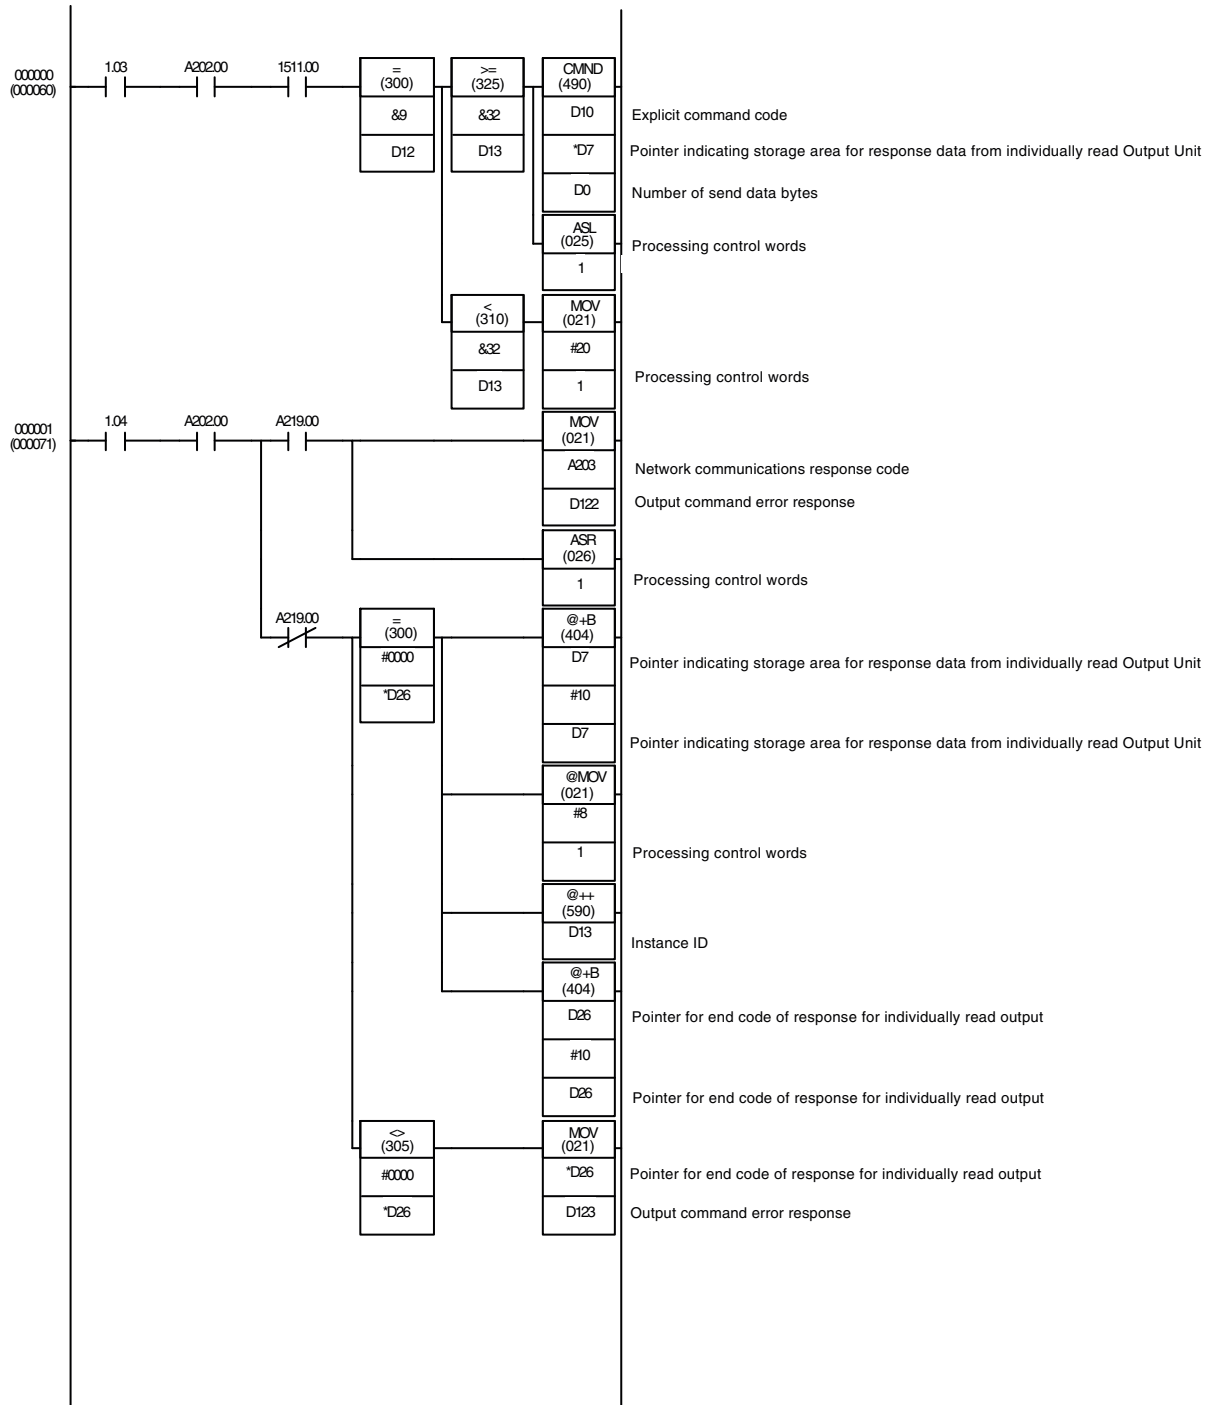 000000
(000060)
1.03
A202.00
1511.00
=
(300)
&9
D12
>=
(325)
&32
D13
CMND
(490)
D10
Explicit command code
*D7
Pointer indicating storage area for response data from individually read Output Unit
D0
Number of send data bytes
ASL
(025)
Processing control words
1
<
(310)
&32
D13
MOV
(021)
#20
1
Processing control words
000001
(000071)
1.04
A202.00
A219.00
MOV
(021)
A203
Network communications response code
D122
Output command error response
ASR
(026)
1
Processing control words
A219.00
=
(300)
#0000
*D26
@+B
(404)
D7
Pointer indicating storage area for response data from individually read Output Unit
#10
D7
Pointer indicating storage area for response data from individually read Output Unit
@MOV
(021)
#8
1
Processing control words
@++
(590)
D13
Instance ID
@+B
(404)
D26
Pointer for end code of response for individually read output
#10
D26
Pointer for end code of response for individually read output
<>
(305)
#0000
*D26
MOV
(021)
*D26
Pointer for end code of response for individually read output
D123
Output command error response